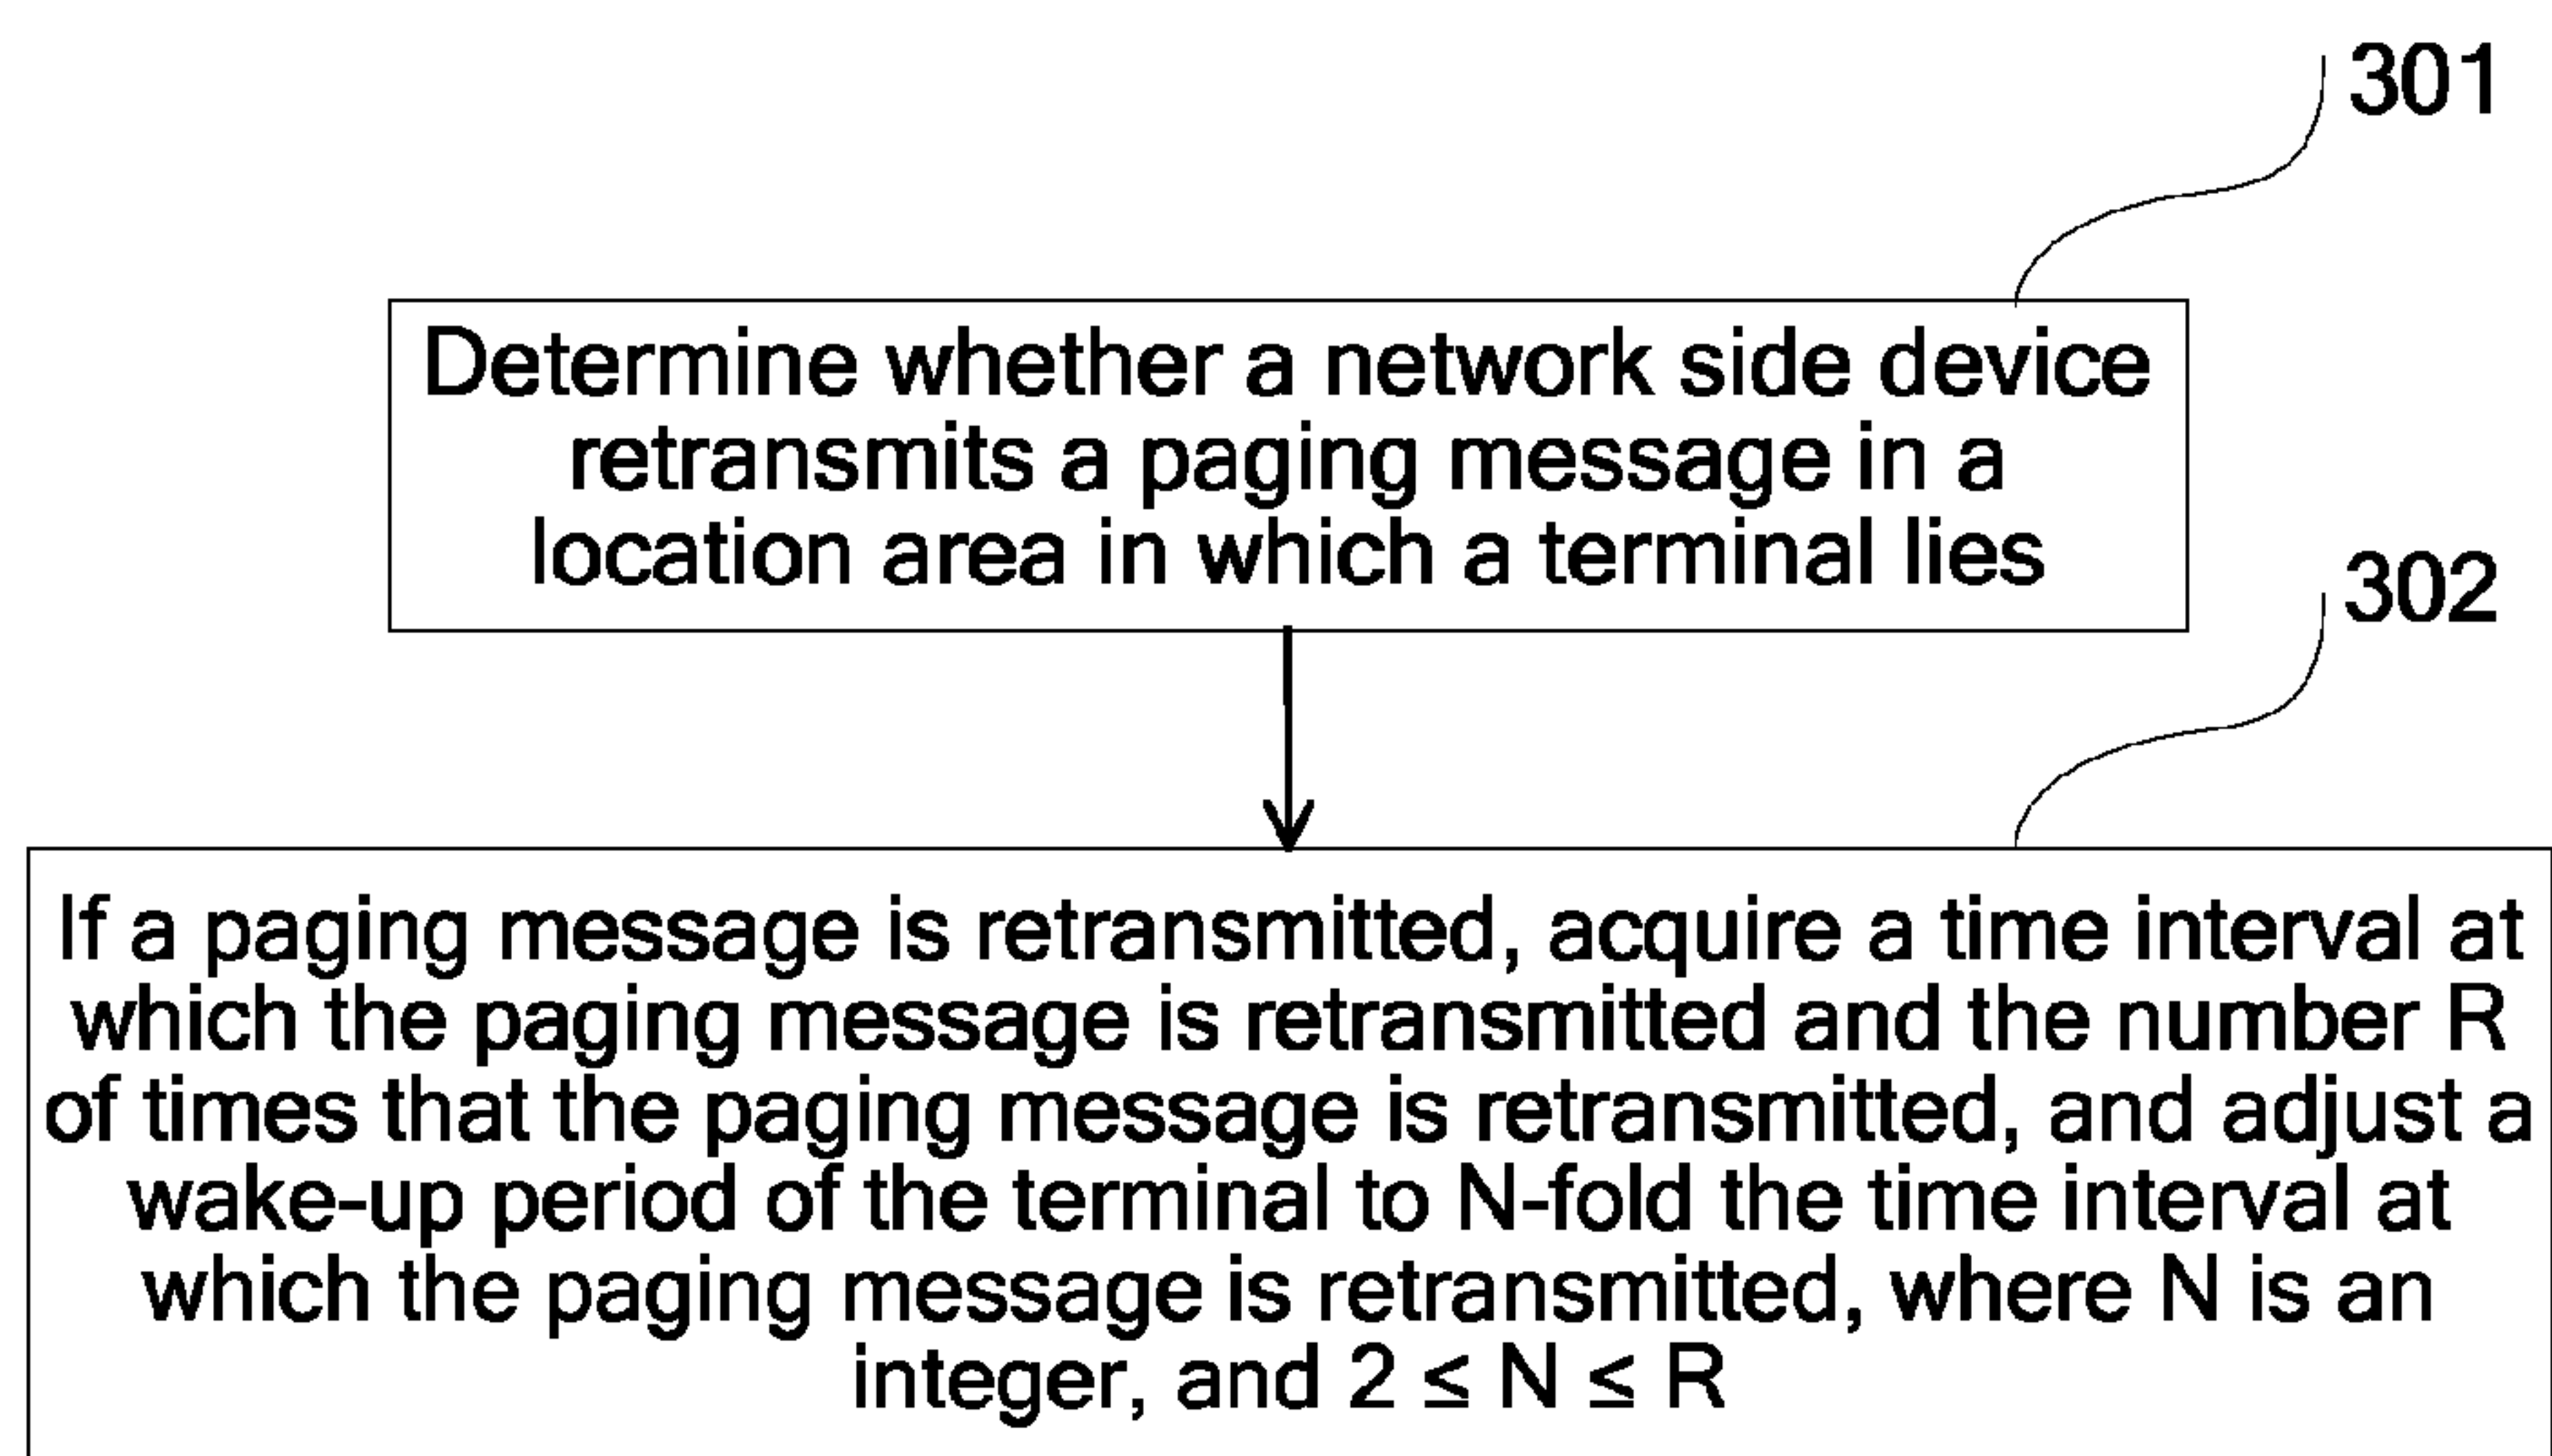 301
Determine whether a network side device
retransmits a paging message in a
location area in which a terminal lies
302
If a paging message is retransmitted, acquire a time interval at
which the paging message is retransmitted and the number R
of times that the paging message is retransmitted, and adjust a
wake-up period of the terminal to N-fold the time interval at
which the paging message is retransmitted, where N is an
integer, and 2 ≤ N ≤ R